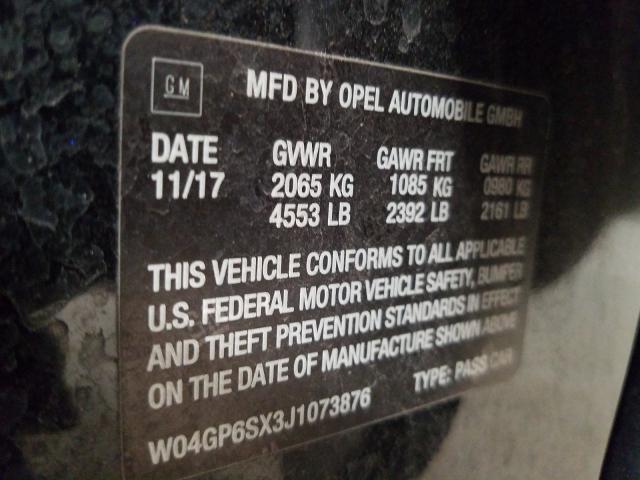 GM
MFD BY OPEL AUTOMOBILE GMBH
DATE GVWR GAWR FRT GAWR RR
11/17 2065 KG 1085 KG 0980 KG
4553 LB 2392 LB 2161 LB
THIS VEHICLE CONFORMS TO ALL APPLICABLE
U.S. FEDERAL MOTOR VEHICLE SAFETY, BUMPER
AND THEFT PREVENTION STANDARDS IN EFFECT
ON THE DATE OF MANUFACTURE SHOWN ABOVE
W04GP6SX3J1073876 TYPE: PASS CAR